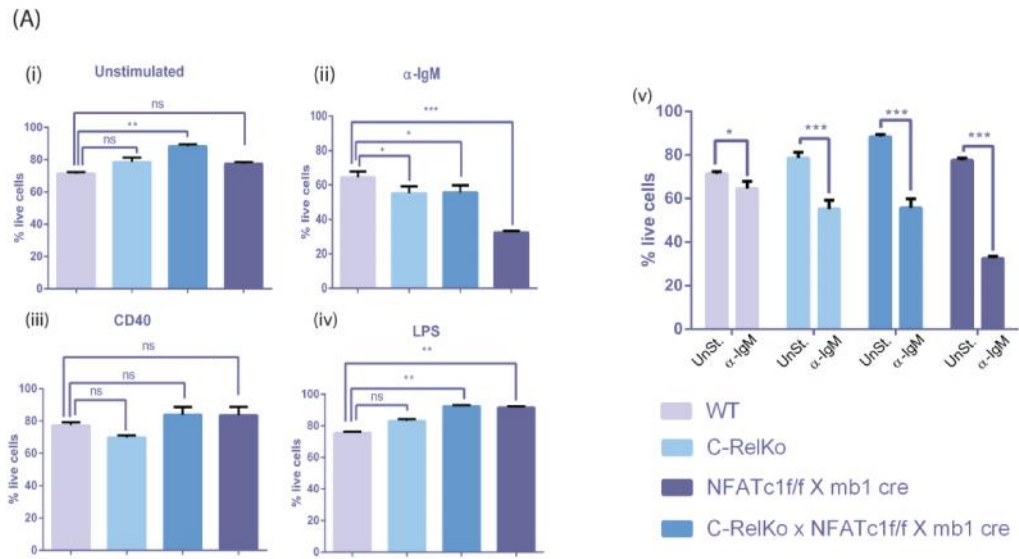 (A)
(i) Unstimulated
ns
**
ns
100
80
60
40
20
0
% live cells
(ii) α-IgM
***
*
*
100
80
60
40
20
0
% live cells
(iii) CD40
ns
ns
ns
100
80
60
40
20
0
% live cells
(iv) LPS
**
**
ns
100
80
60
40
20
0
% live cells
(v)
* *** *** ***
100
80
60
40
20
0
% live cells
UnSt. α-IgM UnSt. α-IgM UnSt. α-IgM UnSt. α-IgM
WT
C-RelKo
NFATc1f/f X mb1 cre
C-RelKo x NFATc1f/f X mb1 cre